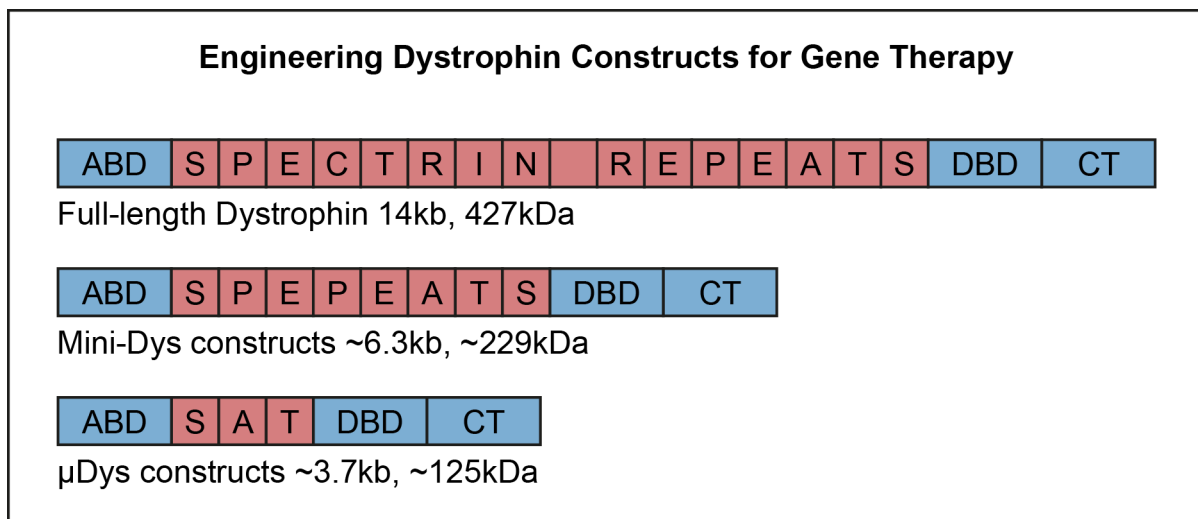 Engineering Dystrophin Constructs for Gene Therapy
ABD S P E C T R I N R E P E A T S DBD CT
Full-length Dystrophin 14kb, 427kDa
ABD S P E P E A T S DBD CT
Mini-Dys constructs ~6.3kb, ~229kDa
ABD S A T DBD CT
µDys constructs ~3.7kb, ~125kDa